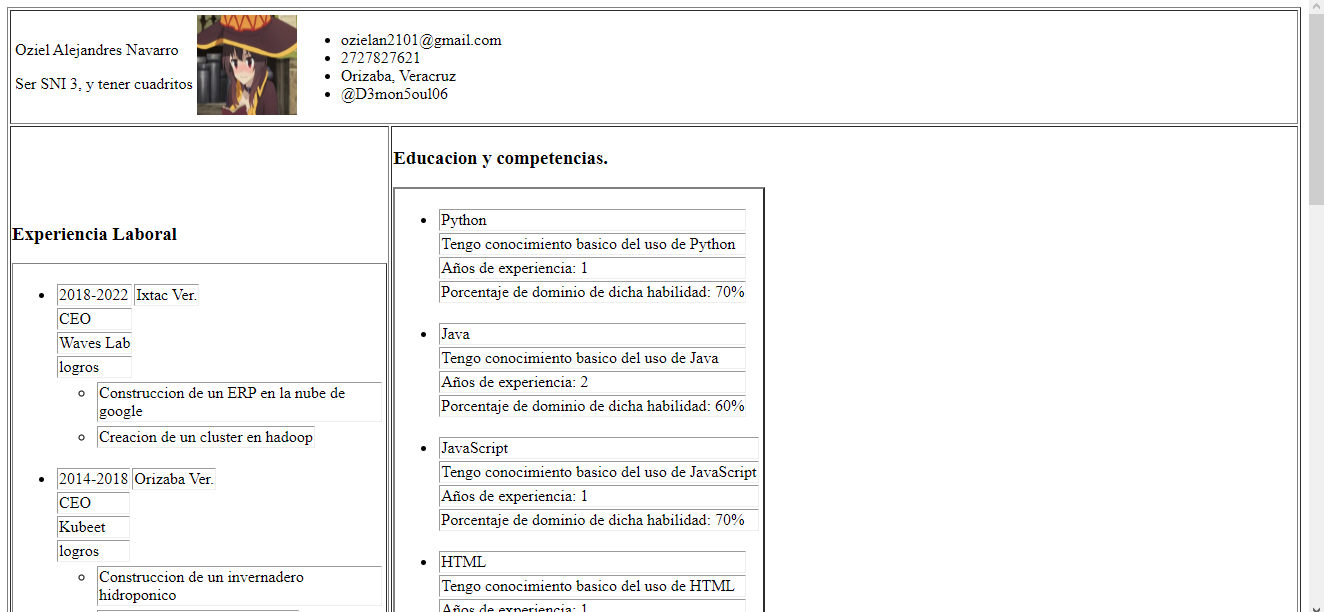 Oziel Alejandres Navarro
Ser SNI 3, y tener cuadritos
ozielan2101@gmail.com
2727827621
Orizaba, Veracruz
@D3mon5oul06
Experiencia Laboral
2018-2022 Ixtac Ver.
CEO
Waves Lab
logros
Construccion de un ERP en la nube de
google
Creacion de un cluster en hadoop
2014-2018 Orizaba Ver.
CEO
Kubeet
logros
Construccion de un invernadero
hidroponico
Educacion y competencias.
Python
Tengo conocimiento basico del uso de Python
Años de experiencia: 1
Porcentaje de dominio de dicha habilidad: 70%
Java
Tengo conocimiento basico del uso de Java
Años de experiencia: 2
Porcentaje de dominio de dicha habilidad: 60%
JavaScript
Tengo conocimiento basico del uso de JavaScript
Años de experiencia: 1
Porcentaje de dominio de dicha habilidad: 70%
HTML
Tengo conocimiento basico del uso de HTML
Años de experiencia: 1